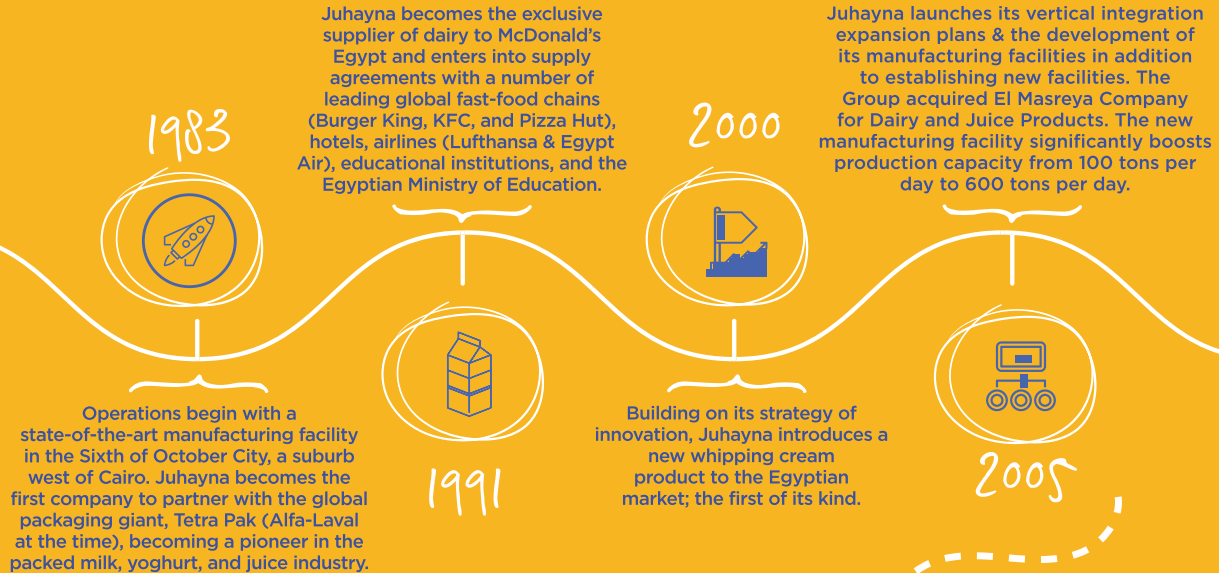 1983
Operations begin with a
state-of-the-art manufacturing facility
in the Sixth of October City, a suburb
west of Cairo. Juhayna becomes the
first company to partner with the global
packaging giant, Tetra Pak (Alfa-Laval
at the time), becoming a pioneer in the
packed milk, yoghurt, and juice industry.
Juhayna becomes the exclusive
supplier of dairy to McDonald's
Egypt and enters into supply
agreements with a number of
leading global fast-food chains
(Burger King, KFC, and Pizza Hut),
hotels, airlines (Lufthansa & Egypt
Air), educational institutions, and the
Egyptian Ministry of Education.
1991
2000
Building on its strategy of
innovation, Juhayna introduces a
new whipping cream
product to the Egyptian
market; the first of its kind.
Juhayna launches its vertical integration
expansion plans & the development of
its manufacturing facilities in addition
to establishing new facilities. The
Group acquired El Masreya Company
for Dairy and Juice Products. The new
manufacturing facility significantly boosts
production capacity from 100 tons per
day to 600 tons per day.
2005